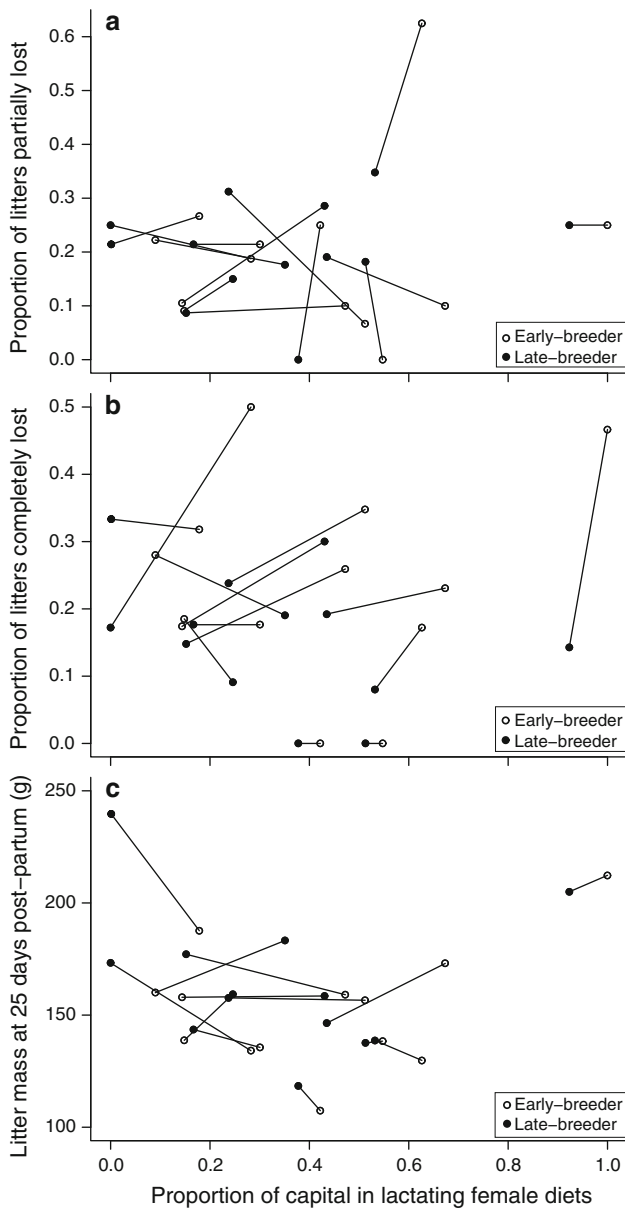 a
Proportion of litters partially lost
0.6
0.5
0.4
0.3
0.2
0.1
0.0
Early-breeder
Late-breeder
b
Proportion of litters completely lost
0.5
0.4
0.3
0.2
0.1
0.0
Early-breeder
Late-breeder
c
Litter mass at 25 days post-partum (g)
250
200
150
100
Early-breeder
Late-breeder
0.0 0.2 0.4 0.6 0.8 1.0
Proportion of capital in lactating female diets